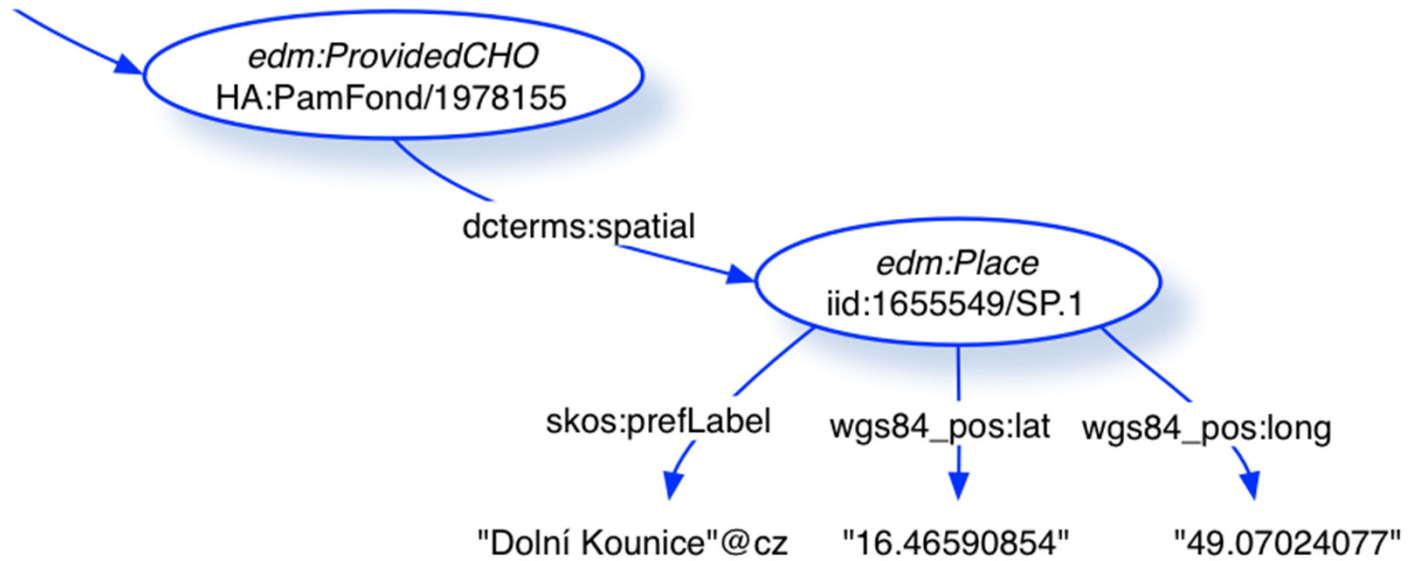 edm:ProvidedCHO
HA:PamFond/1978155
dcterms:spatial
edm:Place
iid:1655549/SP.1
skos:prefLabel
wgs84_pos:lat
wgs84_pos:long
"Dolní Kounice"@cz
"16.46590854"
"49.07024077"